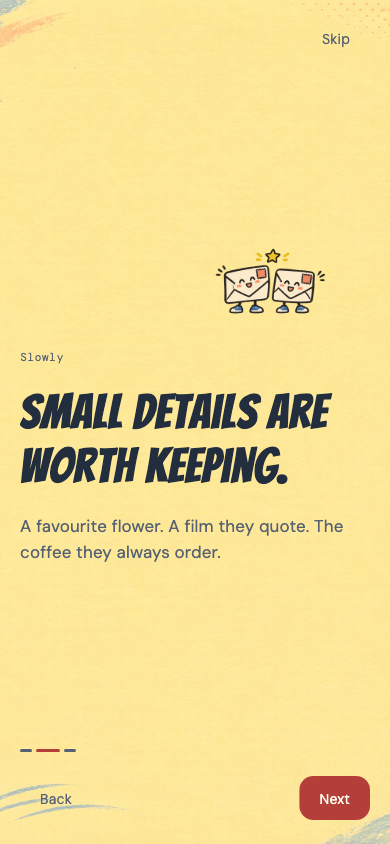 Skip
Slowly
SMALL DETAILS ARE
WORTH KEEPING.
A favourite flower. A film they quote. The
coffee they always order.
Back
Next